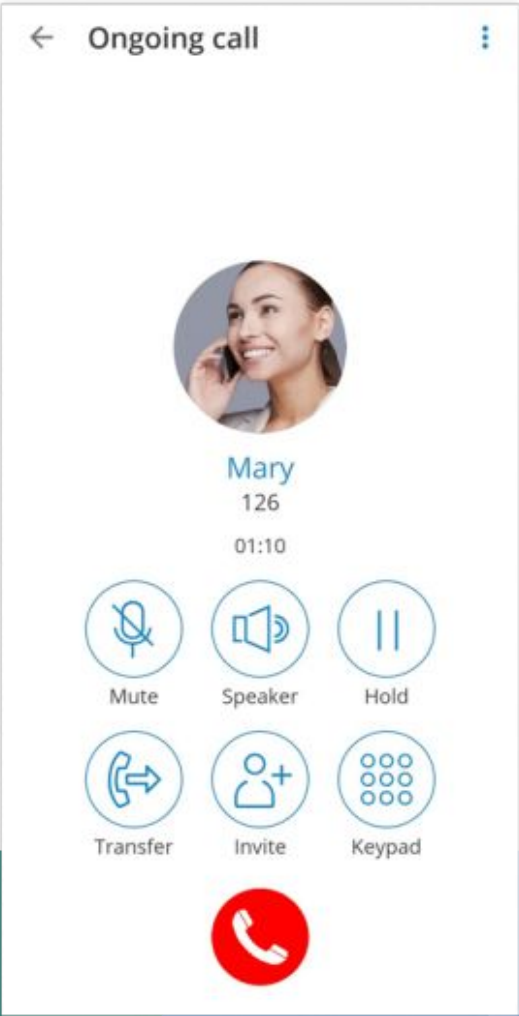 Ongoing call
Mary
126
01:10
Mute Speaker Hold
Transfer Invite Keypad